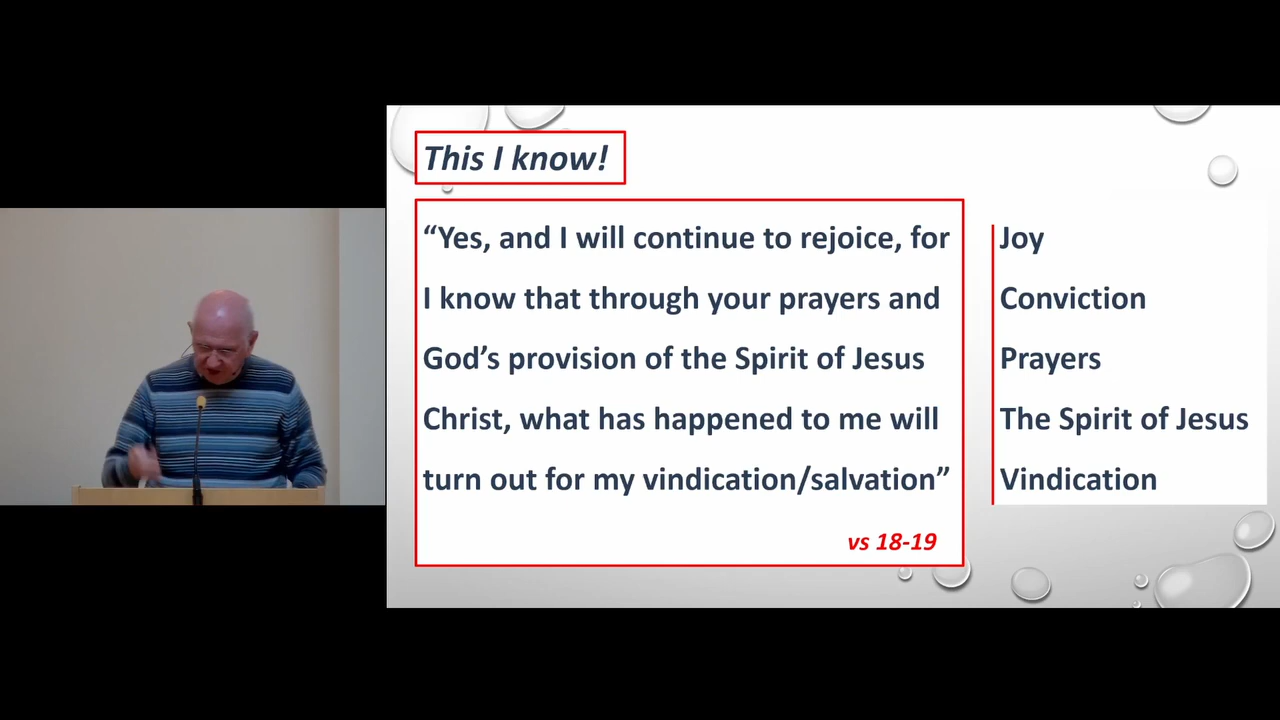 This I know!
“Yes, and I will continue to rejoice, for
I know that through your prayers and
God’s provision of the Spirit of Jesus
Christ, what has happened to me will
turn out for my vindication/salvation”
vs 18-19
Joy
Conviction
Prayers
The Spirit of Jesus
Vindication